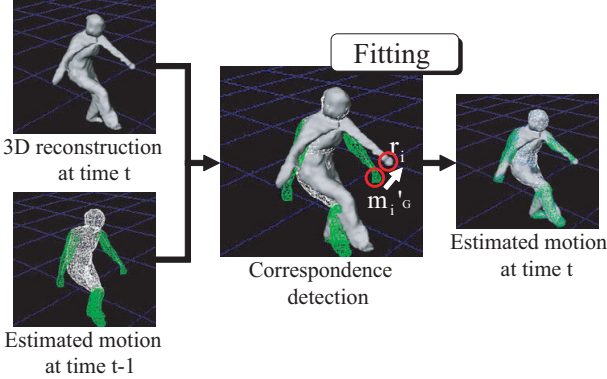 Fitting
3D reconstruction
at time t
r i
m i ' G
Correspondence
detection
Estimated motion
at time t
Estimated motion
at time t-1